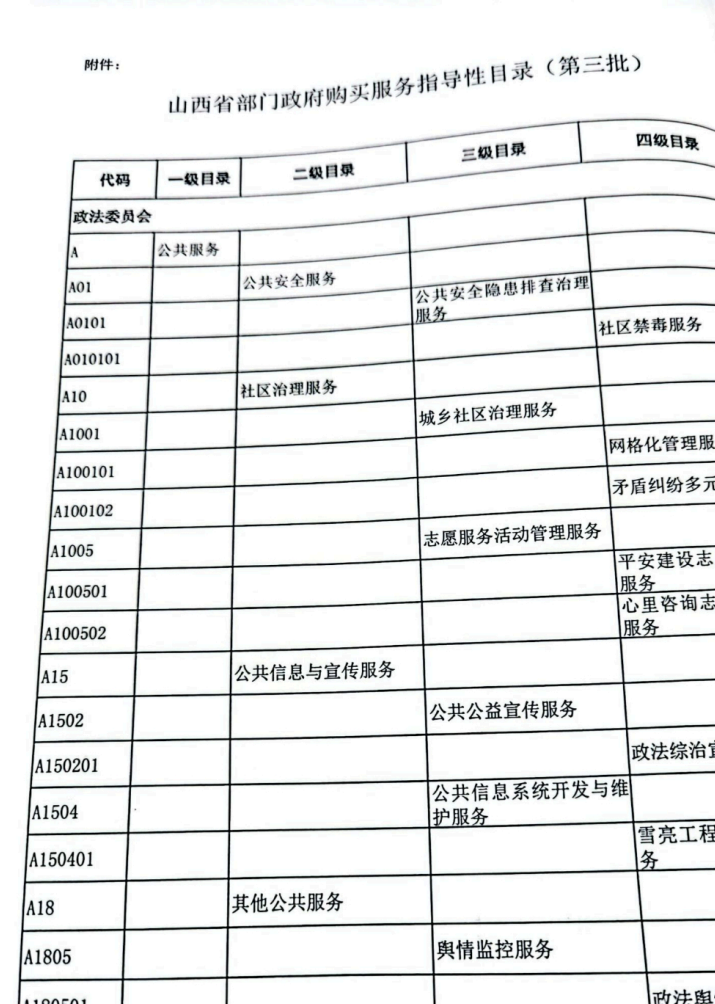 附件：
山西省部门政府购买服务指导性目录（第三批）
代码 一级目录 二级目录 三级目录 四级目录
政法委员会
A 公共服务
A01 公共安全服务
A0101 公共安全隐患排查治理
服务
A010101 社区禁毒服务
A10 社区治理服务
A1001 城乡社区治理服务
A100101 网格化管理服
A100102 矛盾纠纷多元
A1005 志愿服务活动管理服务
A100501 平安建设志
服务
A100502 心里咨询志
服务
A15 公共信息与宣传服务
A1502 公共公益宣传服务
A150201 政法综治
A1504 公共信息系统开发与维
护服务
A150401 雪亮工程
务
A18 其他公共服务
A1805 舆情监控服务
A180501 政法舆